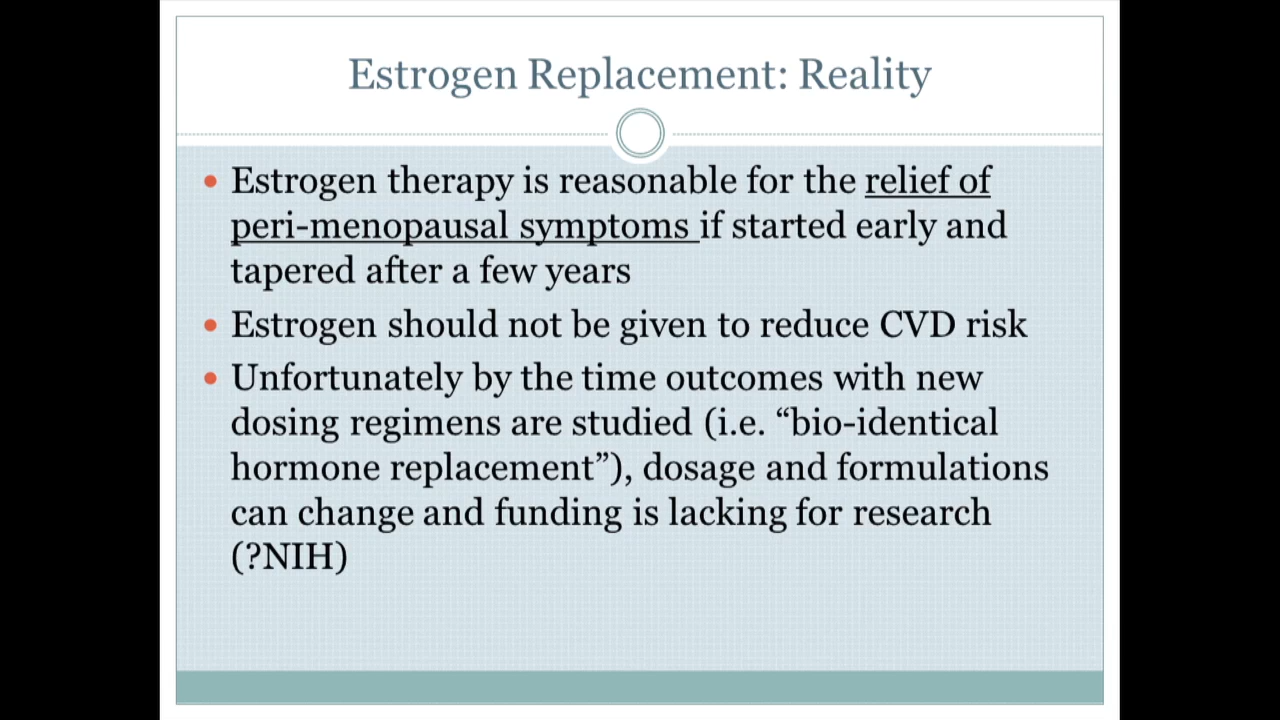 Estrogen Replacement: Reality
• Estrogen therapy is reasonable for the relief of
peri-menopausal symptoms if started early and
tapered after a few years
• Estrogen should not be given to reduce CVD risk
• Unfortunately by the time outcomes with new
dosing regimens are studied (i.e. “bio-identical
hormone replacement”), dosage and formulations
can change and funding is lacking for research
(?NIH)